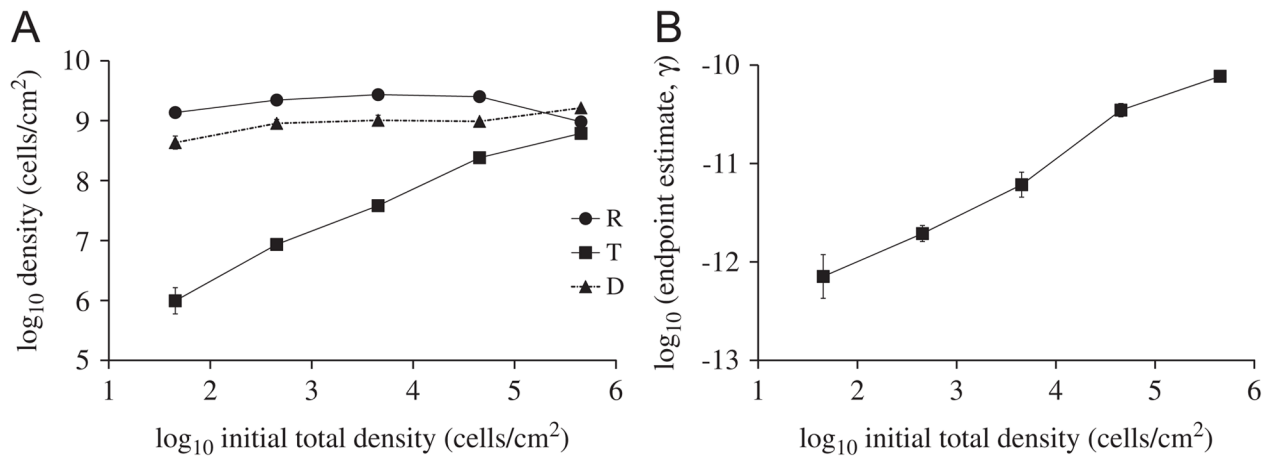 A
log₁₀ density (cells/cm²)
10
9
8
7
6
5
R
T
D
1 2 3 4 5 6
log₁₀ initial total density (cells/cm²)
B
log₁₀ (endpoint estimate, γ)
-10
-11
-12
-13
1 2 3 4 5 6
log₁₀ initial total density (cells/cm²)